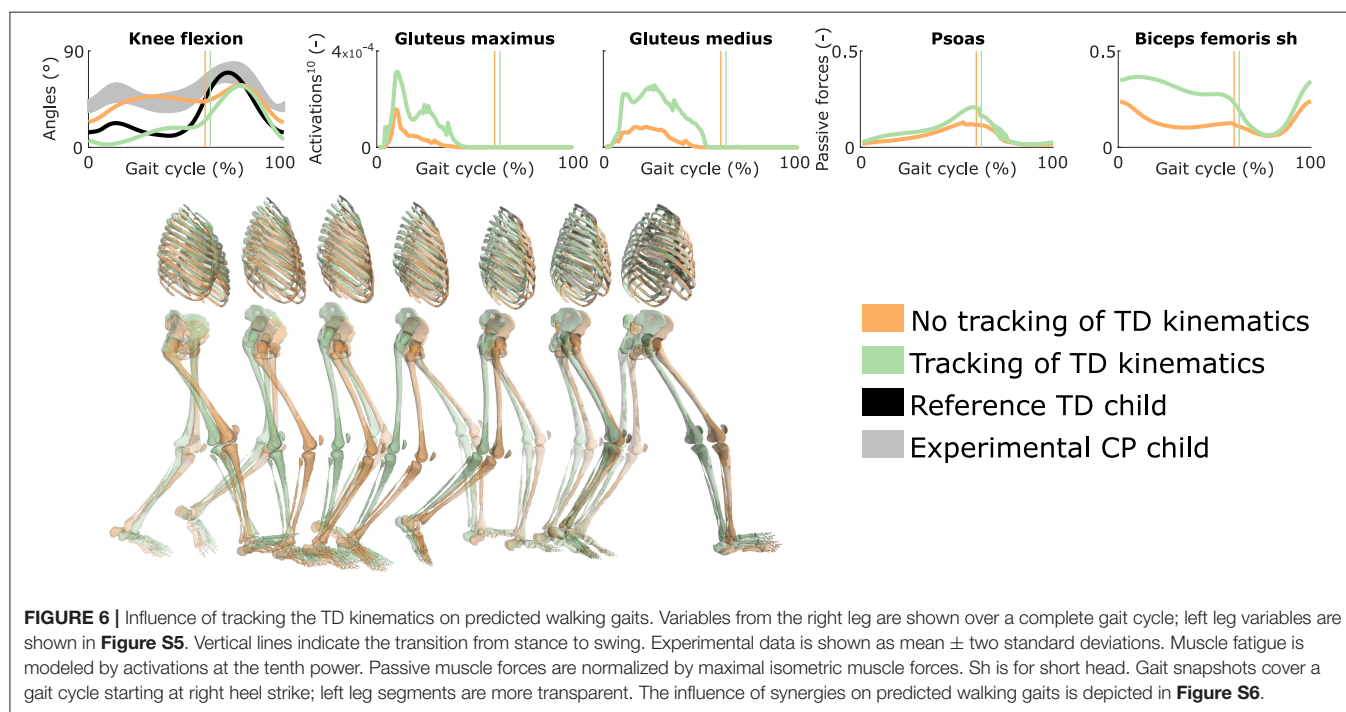 Knee flexion
Gluteus maximus
Gluteus medius
Psoas
Biceps femoris sh
90
0
Angles (°)
0
100
Gait cycle (%)
4x10⁻⁴
0
Activations¹⁰ (-)
0
100
Gait cycle (%)
0
100
Gait cycle (%)
0.5
0
Passive forces (-)
0
100
Gait cycle (%)
0.5
0
0
100
Gait cycle (%)
No tracking of TD kinematics
Tracking of TD kinematics
Reference TD child
Experimental CP child
FIGURE 6 | Influence of tracking the TD kinematics on predicted walking gaits. Variables from the right leg are shown over a complete gait cycle; left leg variables are
shown in Figure S5. Vertical lines indicate the transition from stance to swing. Experimental data is shown as mean ± two standard deviations. Muscle fatigue is
modeled by activations at the tenth power. Passive muscle forces are normalized by maximal isometric muscle forces. Sh is for short head. Gait snapshots cover a
gait cycle starting at right heel strike; left leg segments are more transparent. The influence of synergies on predicted walking gaits is depicted in Figure S6.